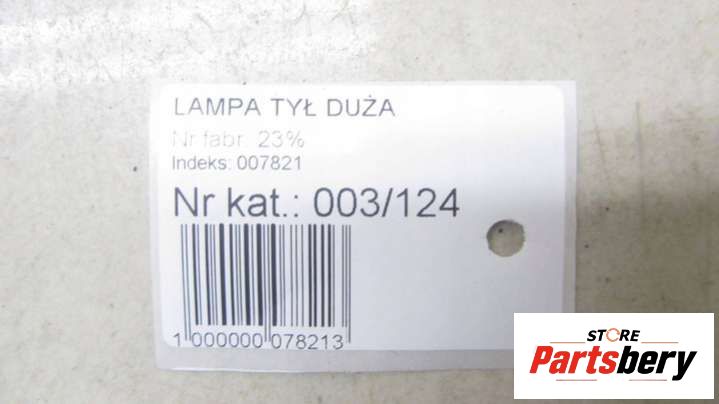 LAMPA TYŁ DUŻA
Nr fabr. 23%
Indeks: 007821
Nr kat.: 003/124
1 000000 078213
STORE
Partsbery